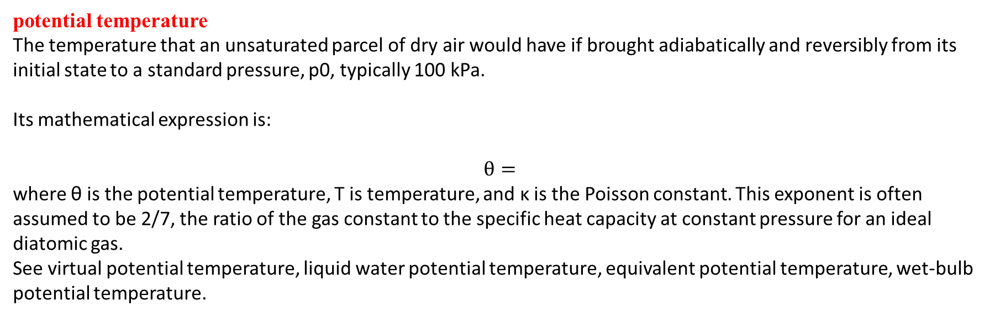 potential temperature
The temperature that an unsaturated parcel of dry air would have if brought adiabatically and reversibly from its
initial state to a standard pressure, p0, typically 100 kPa.
Its mathematical expression is:
θ =
where θ is the potential temperature, T is temperature, and κ is the Poisson constant. This exponent is often
assumed to be 2/7, the ratio of the gas constant to the specific heat capacity at constant pressure for an ideal
diatomic gas.
See virtual potential temperature, liquid water potential temperature, equivalent potential temperature, wet-bulb
potential temperature.